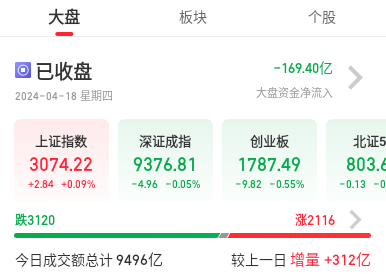 大盘 板块 个股
已收盘 -169.40亿
2024-04-18 星期四 大盘资金净流入
上证指数 深证成指 创业板 北证5
3074.22 9376.81 1787.49 803.
+2.84 +0.09% -4.96 -0.05% -9.82 -0.55% -0.13 -0
跌3120 涨2116
今日成交额总计 9496亿 较上一日 增量 +312亿